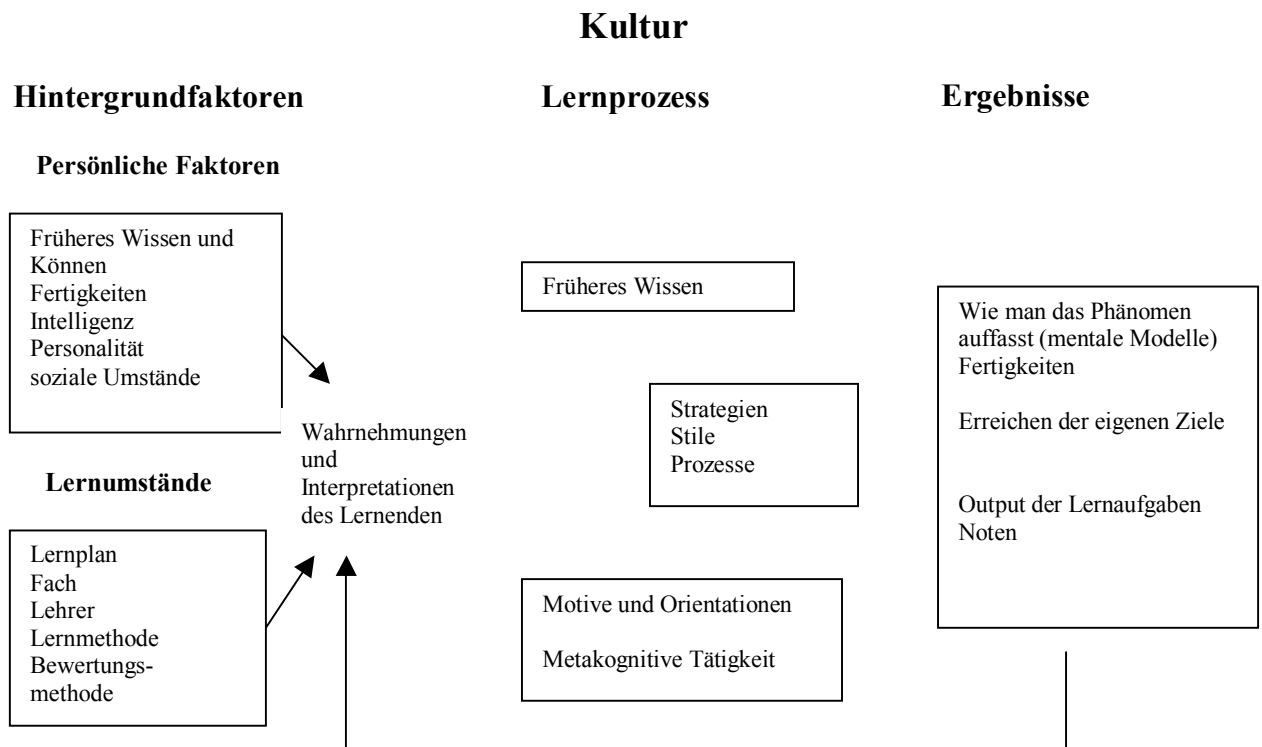 Kultur
Hintergrundfaktoren
Lernprozess
Ergebnisse
Persönliche Faktoren
Früheres Wissen und
Können
Fertigkeiten
Intelligenz
Personalität
soziale Umstände
Lernumstände
Lernplan
Fach
Lehrer
Lernmethode
Bewertungs-
methode
Wahrnehmungen
und
Interpretationen
des Lernenden
Früheres Wissen
Strategien
Stile
Prozesse
Motive und Orientationen
Metakognitive Tätigkeit
Wie man das Phänomen
auffasst (mentale Modelle)
Fertigkeiten
Erreichen der eigenen Ziele
Output der Lernaufgaben
Noten